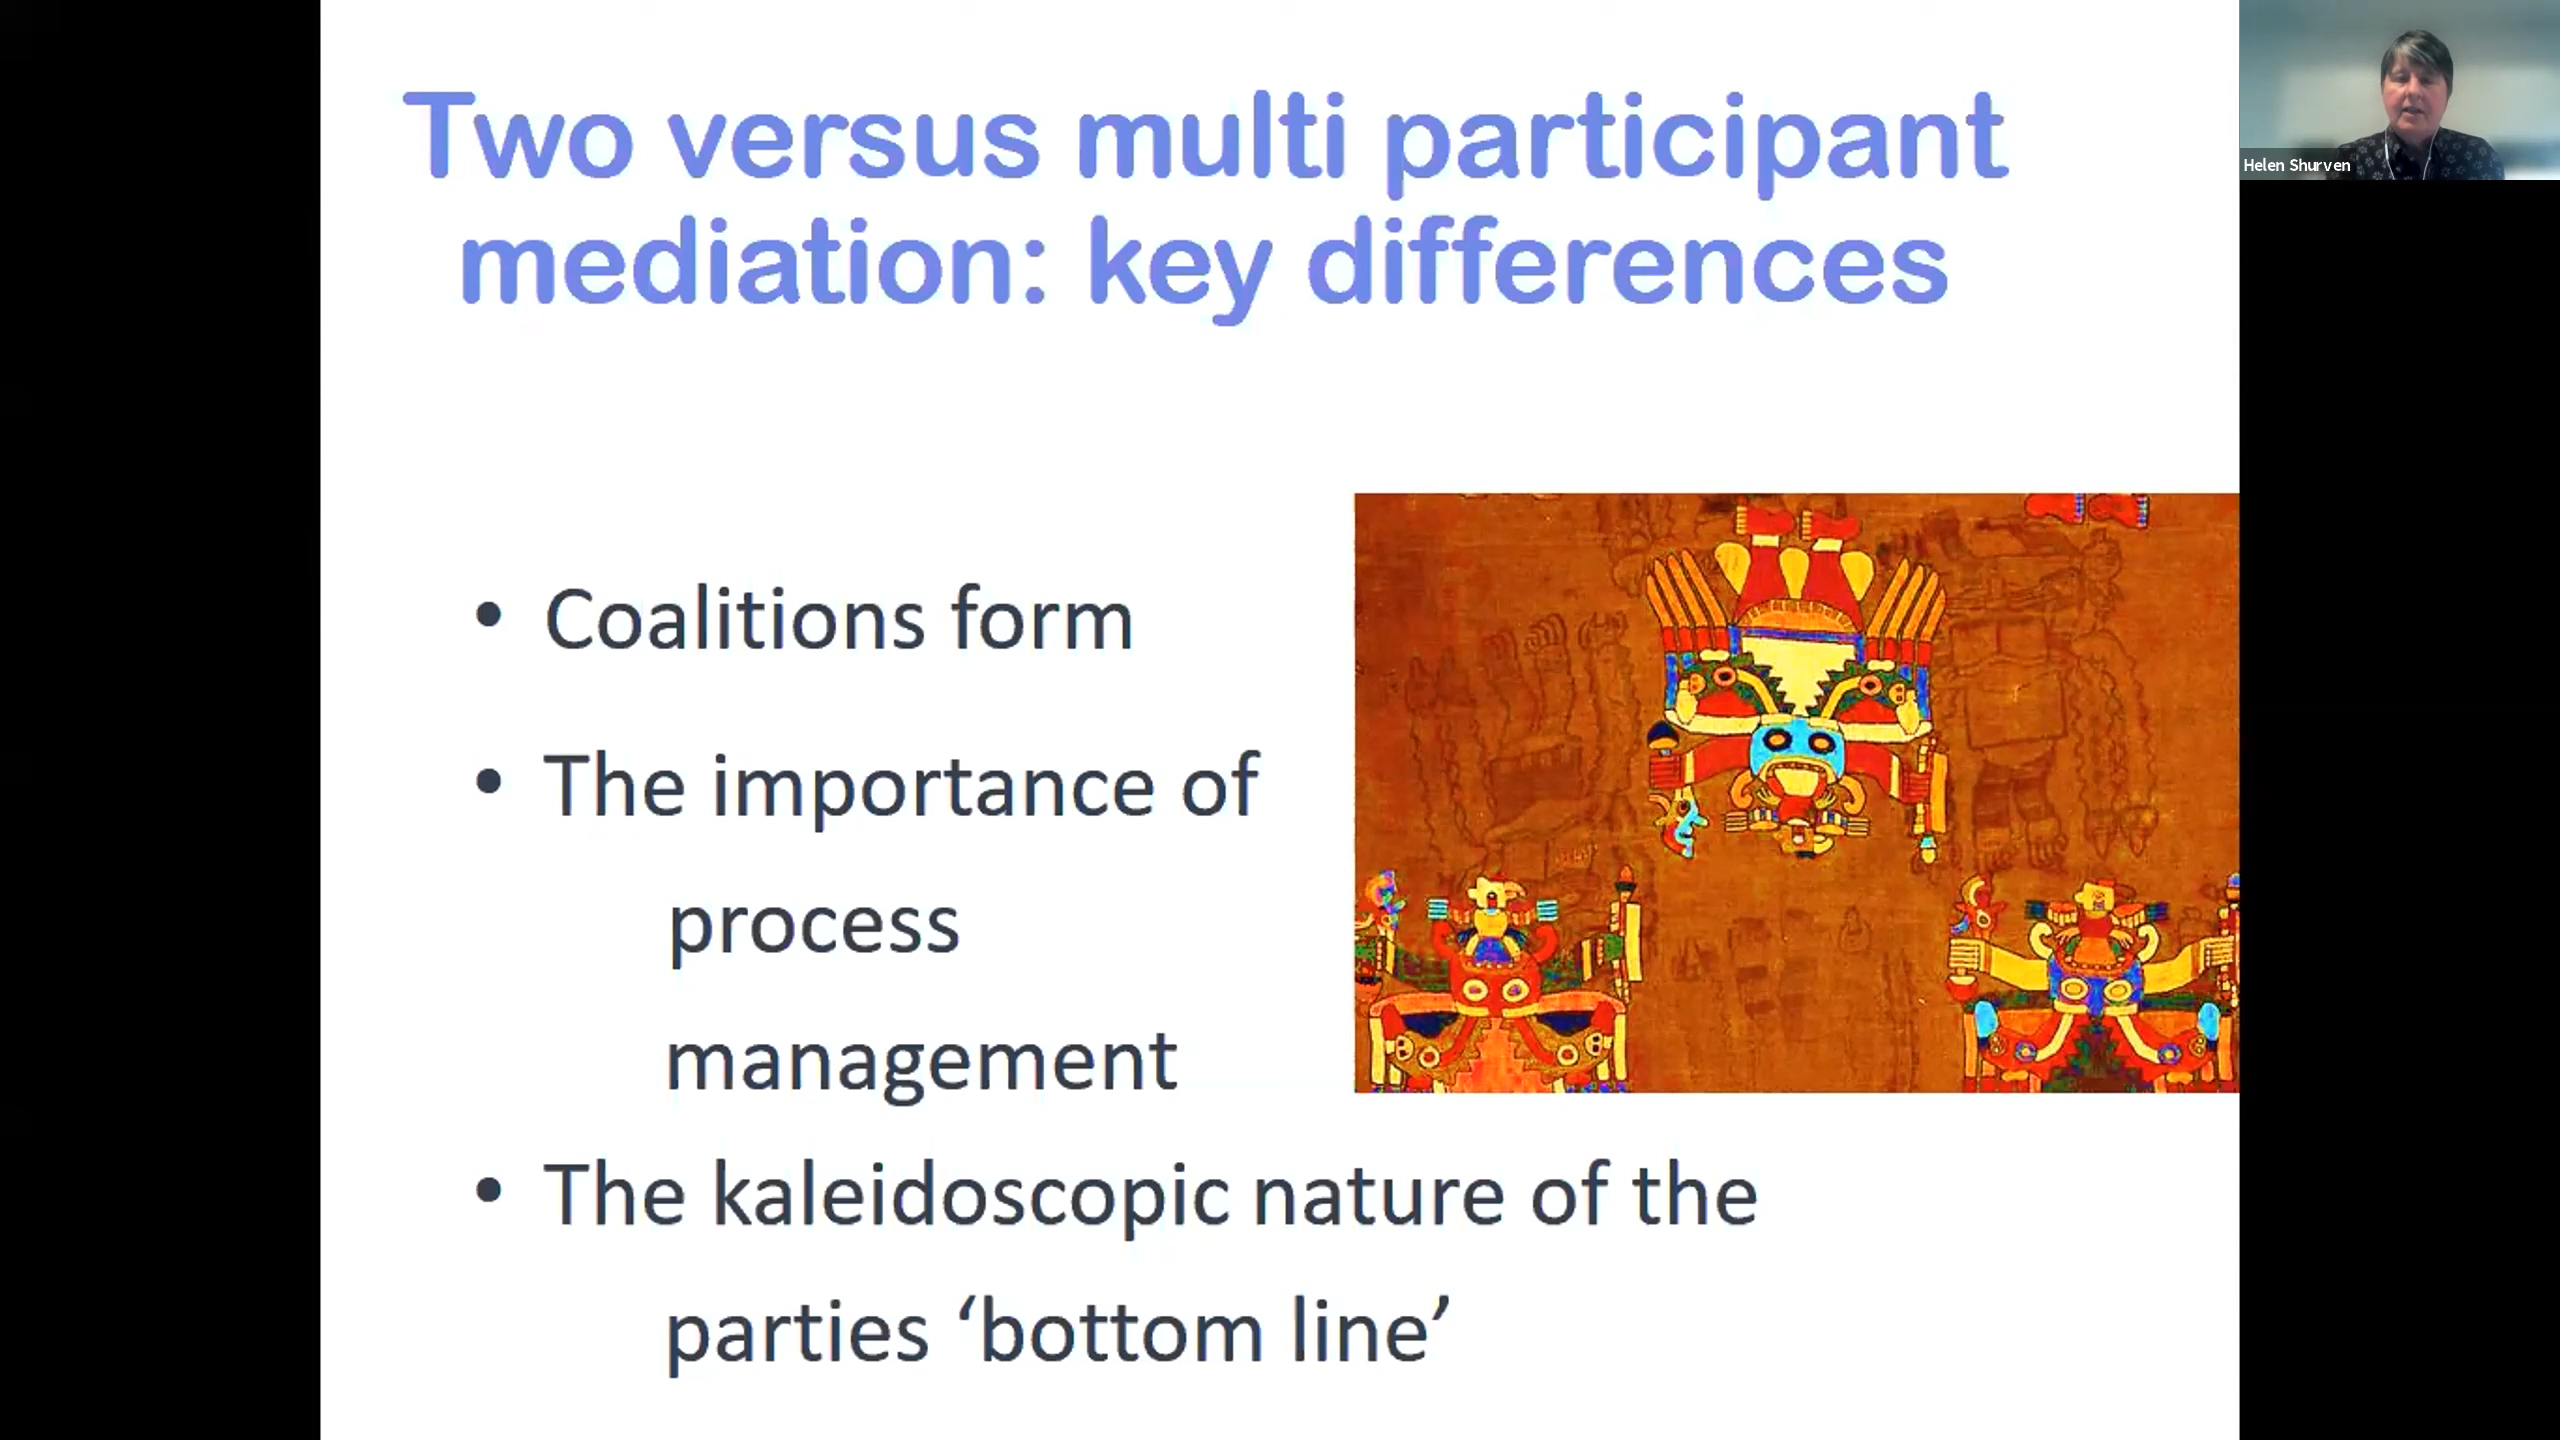 Two versus multi participant
mediation: key differences
Helen Shurven
• Coalitions form
• The importance of
process
management
• The kaleidoscopic nature of the
parties ‘bottom line’